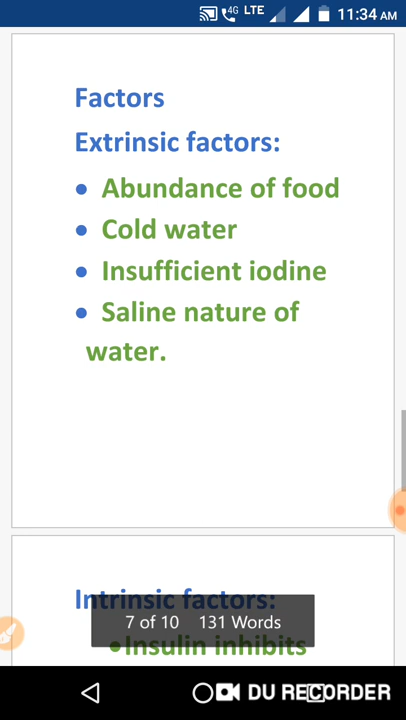 4G LTE 11:34 AM
Factors
Extrinsic factors:
• Abundance of food
• Cold water
• Insufficient iodine
• Saline nature of
water.
Intrinsic factors:
7 of 10 131 Words
•Insulin inhibits
DU RECORDER